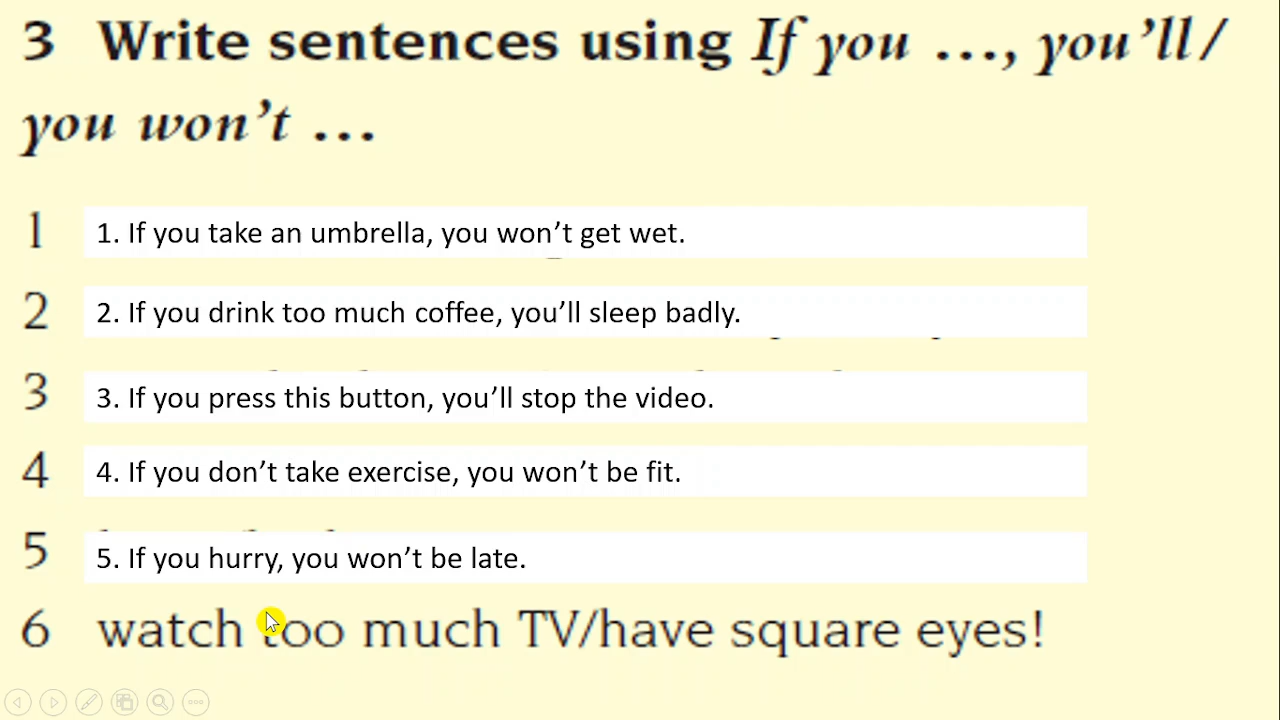 3 Write sentences using If you …, you’ll/
you won’t …
1 1. If you take an umbrella, you won’t get wet.
2 2. If you drink too much coffee, you’ll sleep badly.
3 3. If you press this button, you’ll stop the video.
4 4. If you don’t take exercise, you won’t be fit.
5 5. If you hurry, you won’t be late.
6 watch too much TV/have square eyes!